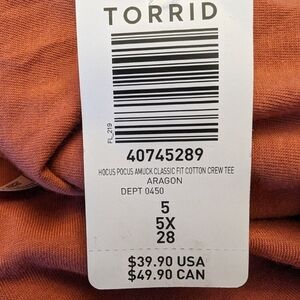 TORRID
FL_219
40745289
HOCUS POCUS AMUCK CLASSIC FIT COTTON CREW TEE
ARAGON
DEPT 0450
5
5X
28
$39.90 USA
$49.90 CAN